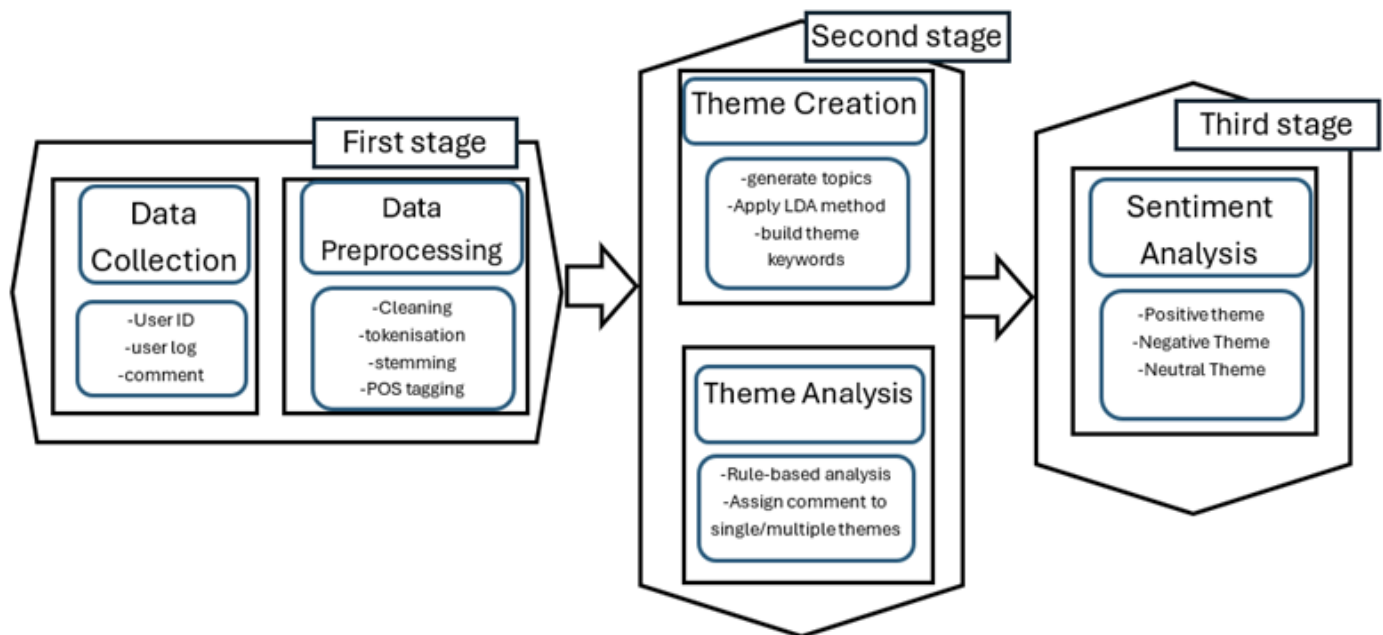 First stage
Data
Collection
-User ID
-user log
-comment
Data
Preprocessing
-Cleaning
-tokenisation
-stemming
-POS tagging
Second stage
Theme Creation
-generate topics
-Apply LDA method
-build theme
keywords
Theme Analysis
-Rule-based analysis
-Assign comment to
single/multiple themes
Third stage
Sentiment
Analysis
-Positive theme
-Negative Theme
-Neutral Theme